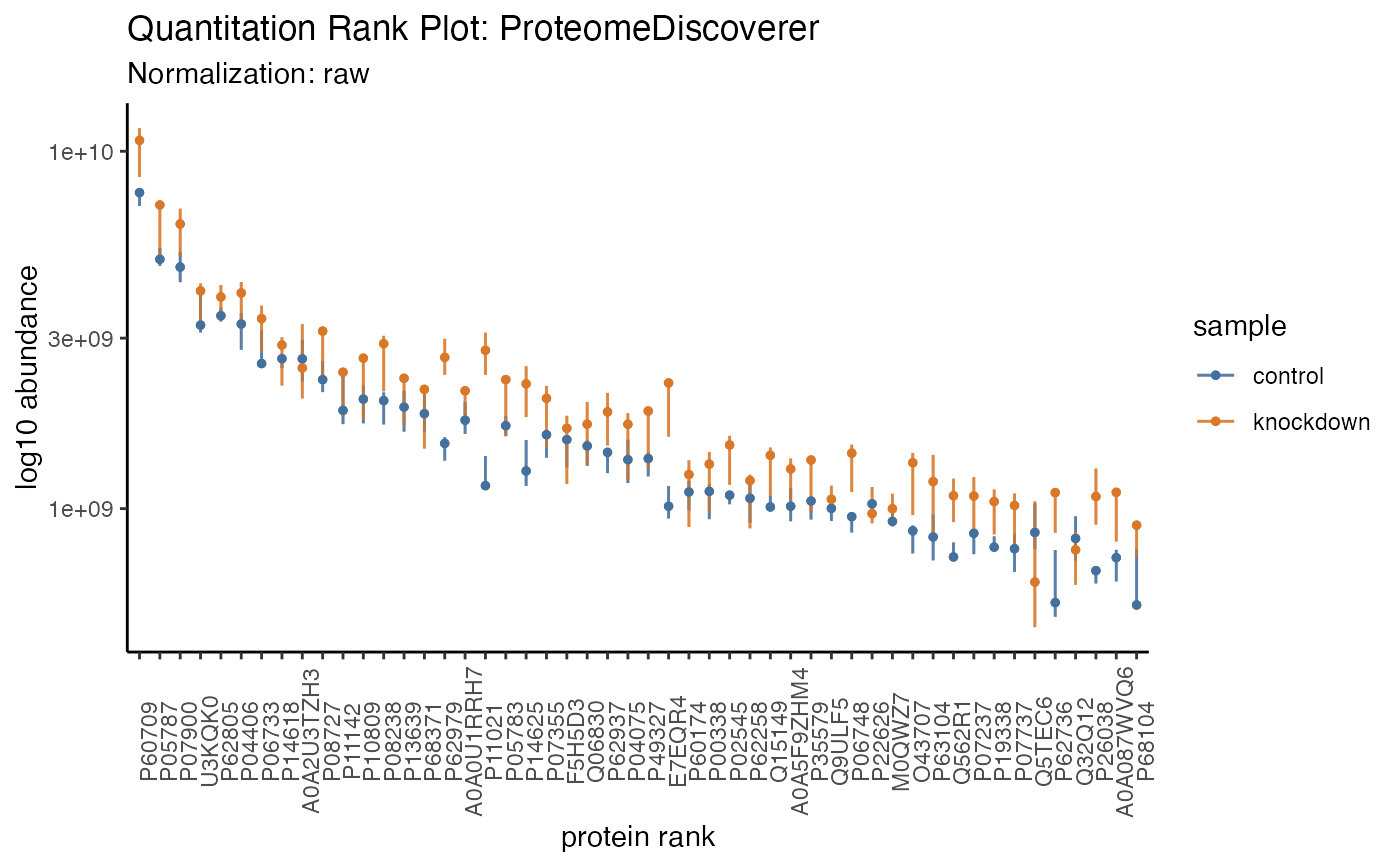 Quantitation Rank Plot: ProteomeDiscoverer
Normalization: raw
log10 abundance
1e+10
3e+09
1e+09
P60709
P05787
P07900
U3KQK0
P62805
P04406
P06733
P14618
A0A2U3TZH3
P08727
P11142
P10809
P08238
P13639
P68371
P62979
A0A0U1RRH7
P11021
P05783
P14625
P07355
F5H5D3
Q06830
P62937
P04075
P49327
E7EQR4
P60174
P00338
P02545
P62258
Q15149
A0A5F9ZHM4
P35579
Q9ULF5
P06748
P22626
M0QWZ7
O43707
P63104
Q562R1
P07237
P19338
P07737
Q5TEC6
P62736
Q32Q12
P26038
A0A087WVQ6
P68104
protein rank
sample
control
knockdown